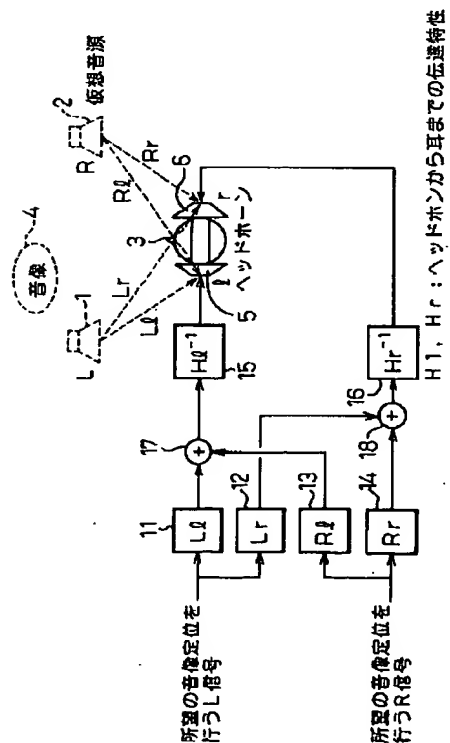 所望の音像定位を
行うL信号
所望の音像定位を
行うR信号
11
Lℓ
12
Lr
13
Rℓ
14
Rr
17
+
18
+
15
Hℓ⁻¹
16
Hr⁻¹
L
1
音像
4
R
2
仮想音源
Lℓ
Lr
Rℓ
Rr
3
5
6
ℓ
r
ヘッドホーン
Hl, Hr:ヘッドホンから耳までの伝達特性